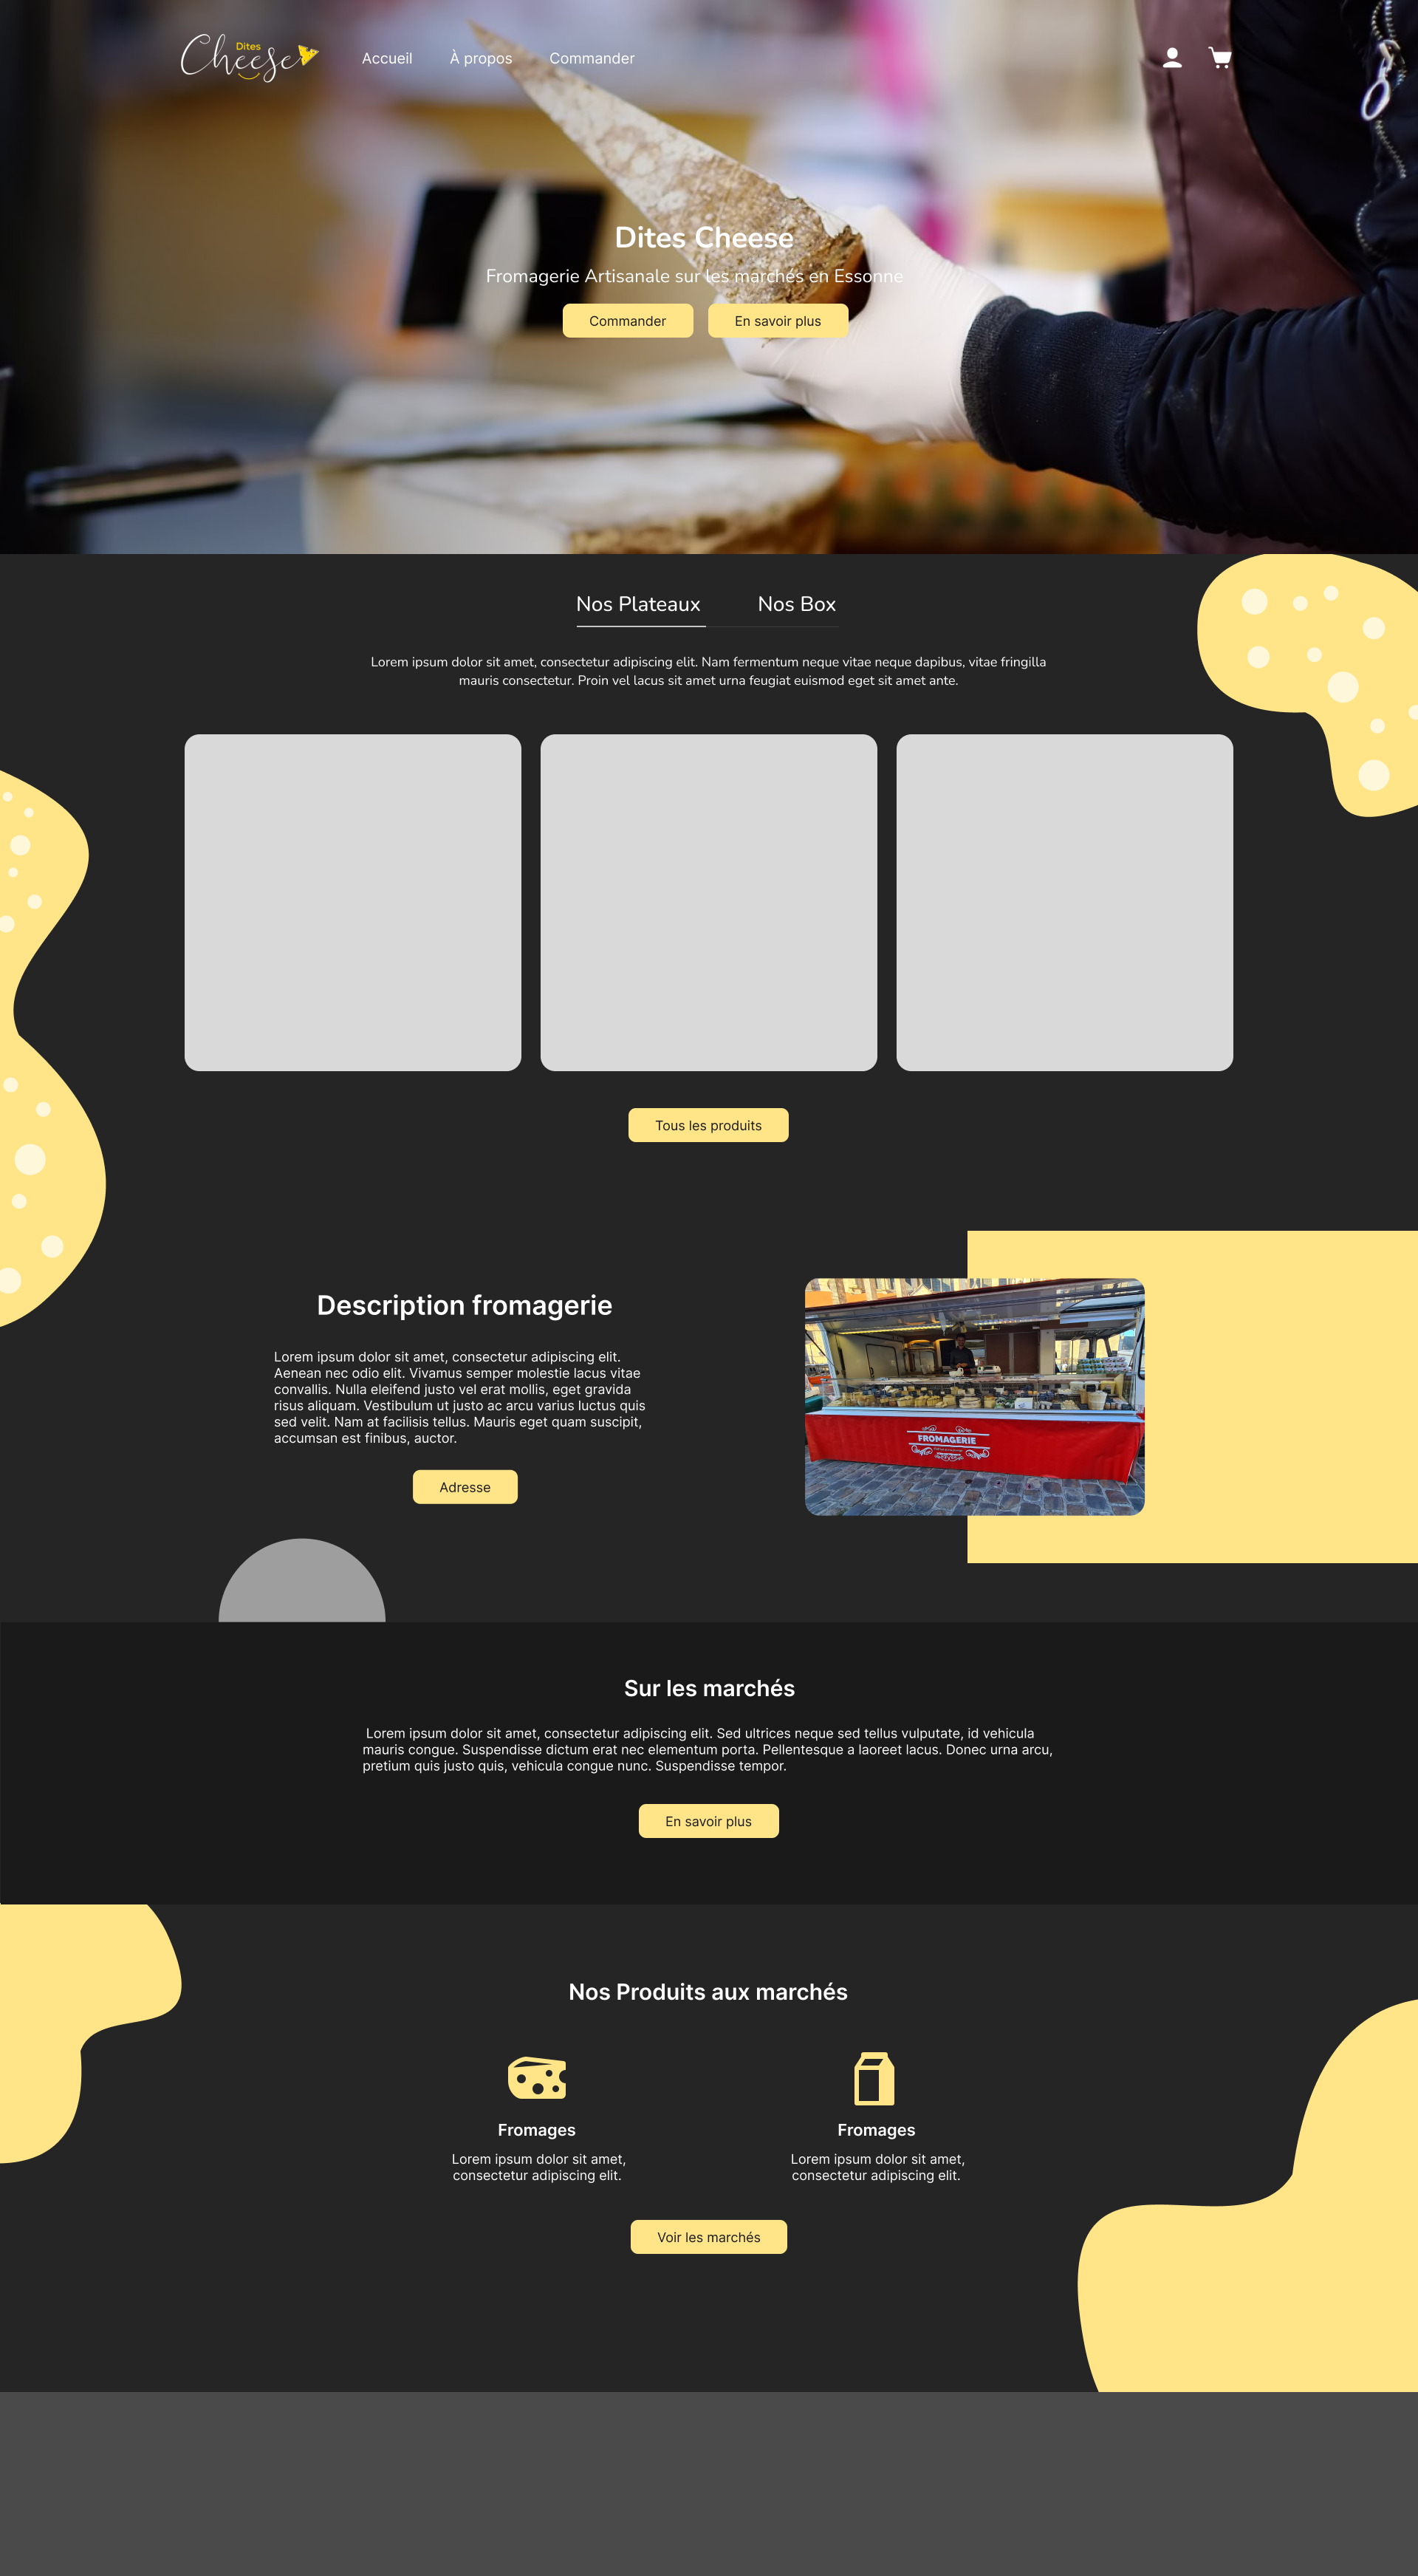 Dites
Cheese
Accueil
À propos
Commander
Dites Cheese
Fromagerie Artisanale sur les marchés en Essonne
Commander
En savoir plus
Nos Plateaux
Nos Box
Lorem ipsum dolor sit amet, consectetur adipiscing elit. Nam fermentum neque vitae neque dapibus, vitae fringilla
mauris consectetur. Proin vel lacus sit amet urna feugiat euismod eget sit amet ante.
Tous les produits
Description fromagerie
Lorem ipsum dolor sit amet, consectetur adipiscing elit.
Aenean nec odio elit. Vivamus semper molestie lacus vitae
convallis. Nulla eleifend justo vel erat mollis, eget gravida
risus aliquam. Vestibulum ut justo ac arcu varius luctus quis
sed velit. Nam at facilisis tellus. Mauris eget quam suscipit,
accumsan est finibus, auctor.
Adresse
FROMAGERIE
Sur les marchés
Lorem ipsum dolor sit amet, consectetur adipiscing elit. Sed ultrices neque sed tellus vulputate, id vehicula
mauris congue. Suspendisse dictum erat nec elementum porta. Pellentesque a laoreet lacus. Donec urna arcu,
pretium quis justo quis, vehicula congue nunc. Suspendisse tempor.
En savoir plus
Nos Produits aux marchés
Fromages
Lorem ipsum dolor sit amet,
consectetur adipiscing elit.
Fromages
Lorem ipsum dolor sit amet,
consectetur adipiscing elit.
Voir les marchés